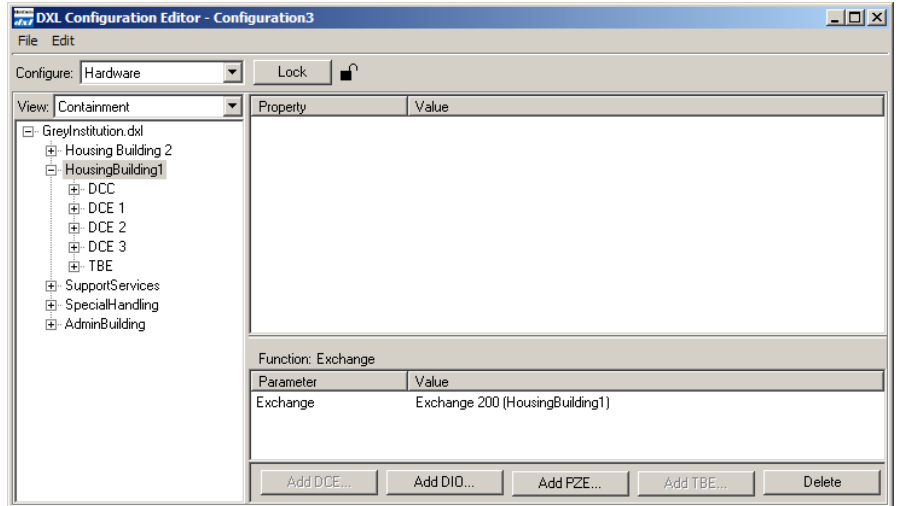 DXL Configuration Editor - Configuration3
File Edit
Configure: Hardware Lock
View: Containment
Property Value
GreyInstitution.dxl
Housing Building 2
HousingBuilding1
DCC
DCE 1
DCE 2
DCE 3
TBE
SupportServices
SpecialHandling
AdminBuilding
Function: Exchange
Parameter Value
Exchange Exchange 200 (HousingBuilding1)
Add DCE... Add DIO... Add PZE... Add TBE... Delete